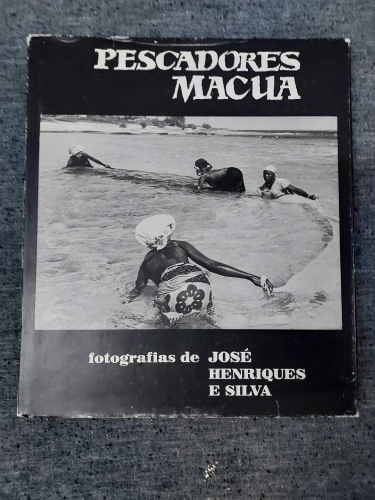 PESCADORES
MACUA
fotografias de JOSÉ
HENRIQUES
E SILVA